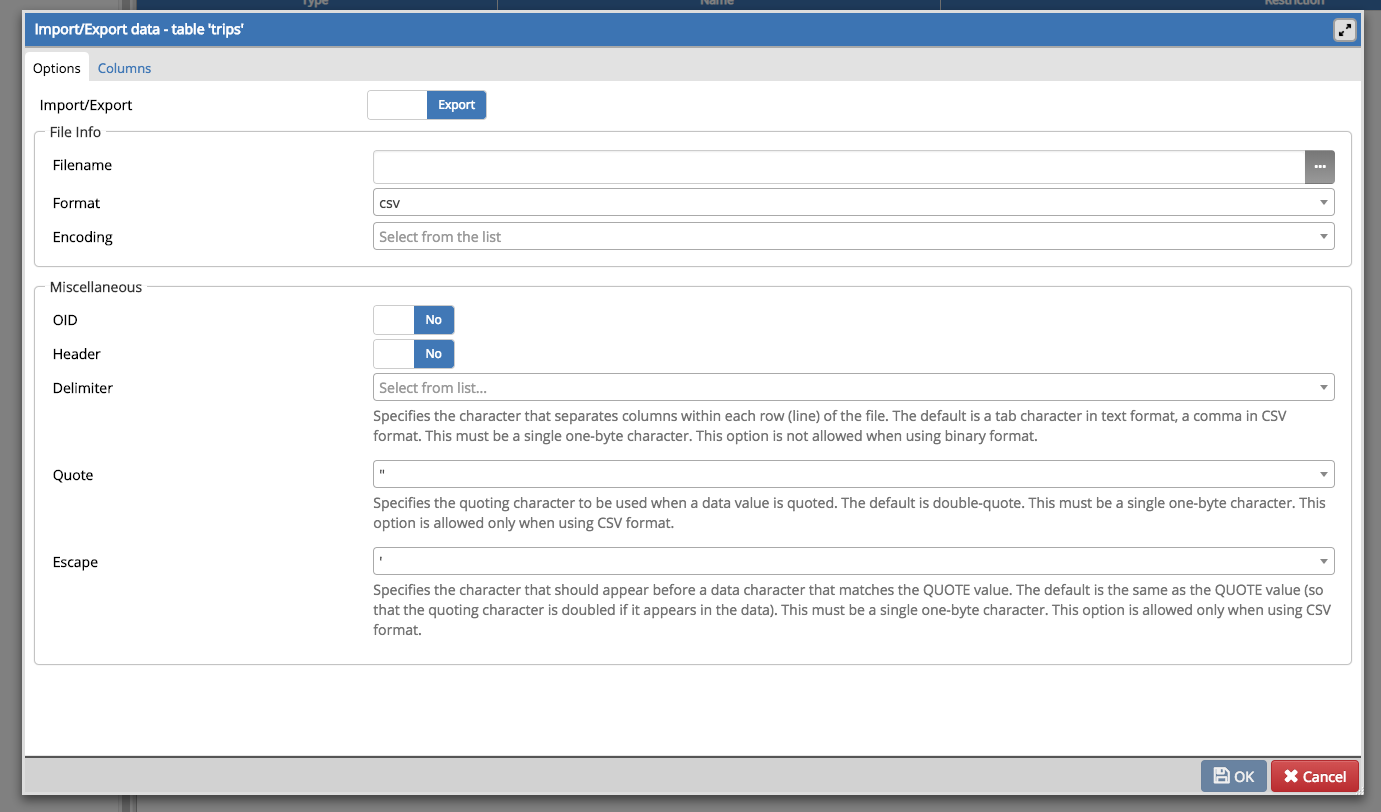 Type Name Restriction
Import/Export data - table 'trips'
Options Columns
Import/Export Export
File Info
Filename ...
Format csv
Encoding Select from the list
Miscellaneous
OID No
Header No
Delimiter Select from list...
Specifies the character that separates columns within each row (line) of the file. The default is a tab character in text format, a comma in CSV
format. This must be a single one-byte character. This option is not allowed when using binary format.
Quote "
Specifies the quoting character to be used when a data value is quoted. The default is double-quote. This must be a single one-byte character. This
option is allowed only when using CSV format.
Escape '
Specifies the character that should appear before a data character that matches the QUOTE value. The default is the same as the QUOTE value (so
that the quoting character is doubled if it appears in the data). This must be a single one-byte character. This option is allowed only when using CSV
format.
OK Cancel